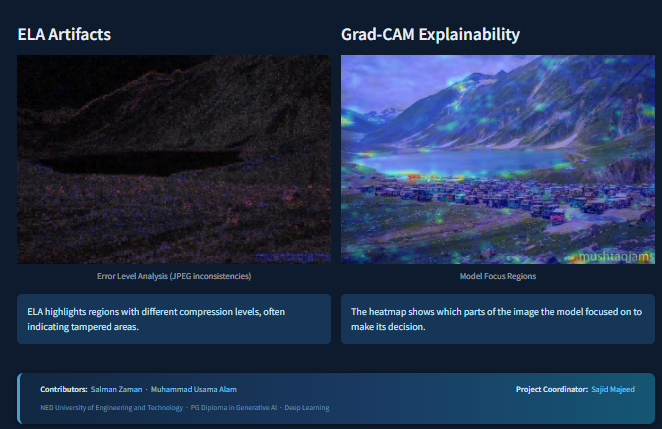 ELA Artifacts
Grad-CAM Explainability
mushtaqjams
Error Level Analysis (JPEG inconsistencies)
Model Focus Regions
ELA highlights regions with different compression levels, often
indicating tampered areas.
The heatmap shows which parts of the image the model focused on to
make its decision.
Contributors: Salman Zaman · Muhammad Usama Alam
Project Coordinator: Sajid Majeed
NED University of Engineering and Technology · PG Diploma in Generative AI · Deep Learning